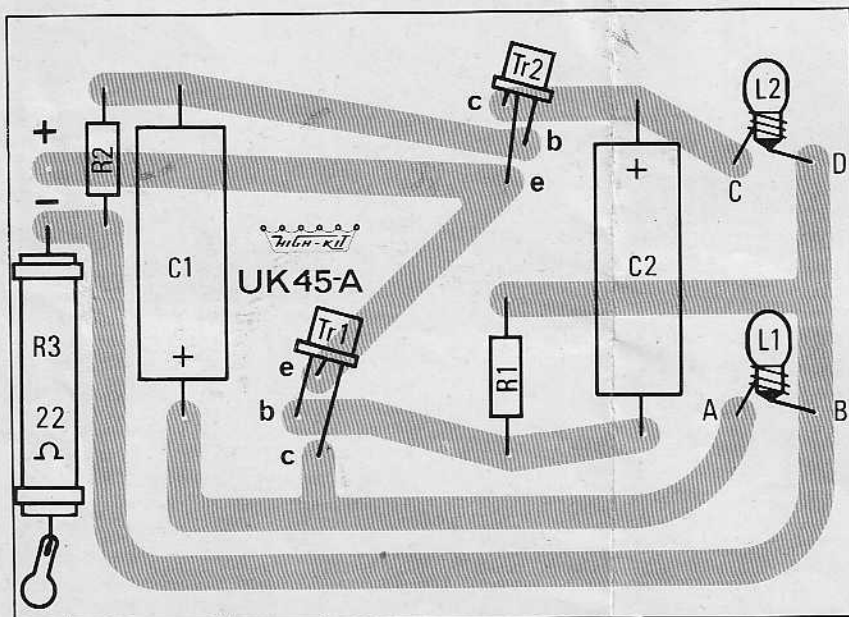 Tr2
L2
c
+
R2
b
+
D
C
e
-
HIGH-KIT
C1
C2
UK45-A
R3
Tr1
L1
+
e
R1
22
Ω
b
A
B
c